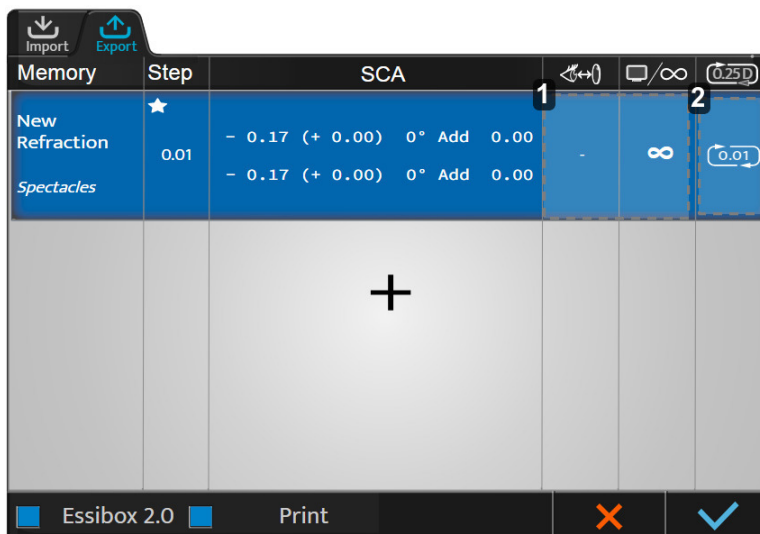 Import Export
Memory Step SCA /∞ 0.25D
1 2
New
Refraction
Spectacles
0.01
- 0.17 (+ 0.00) 0° Add 0.00
- 0.17 (+ 0.00) 0° Add 0.00
- ∞ 0.01
+
Essibox 2.0 Print